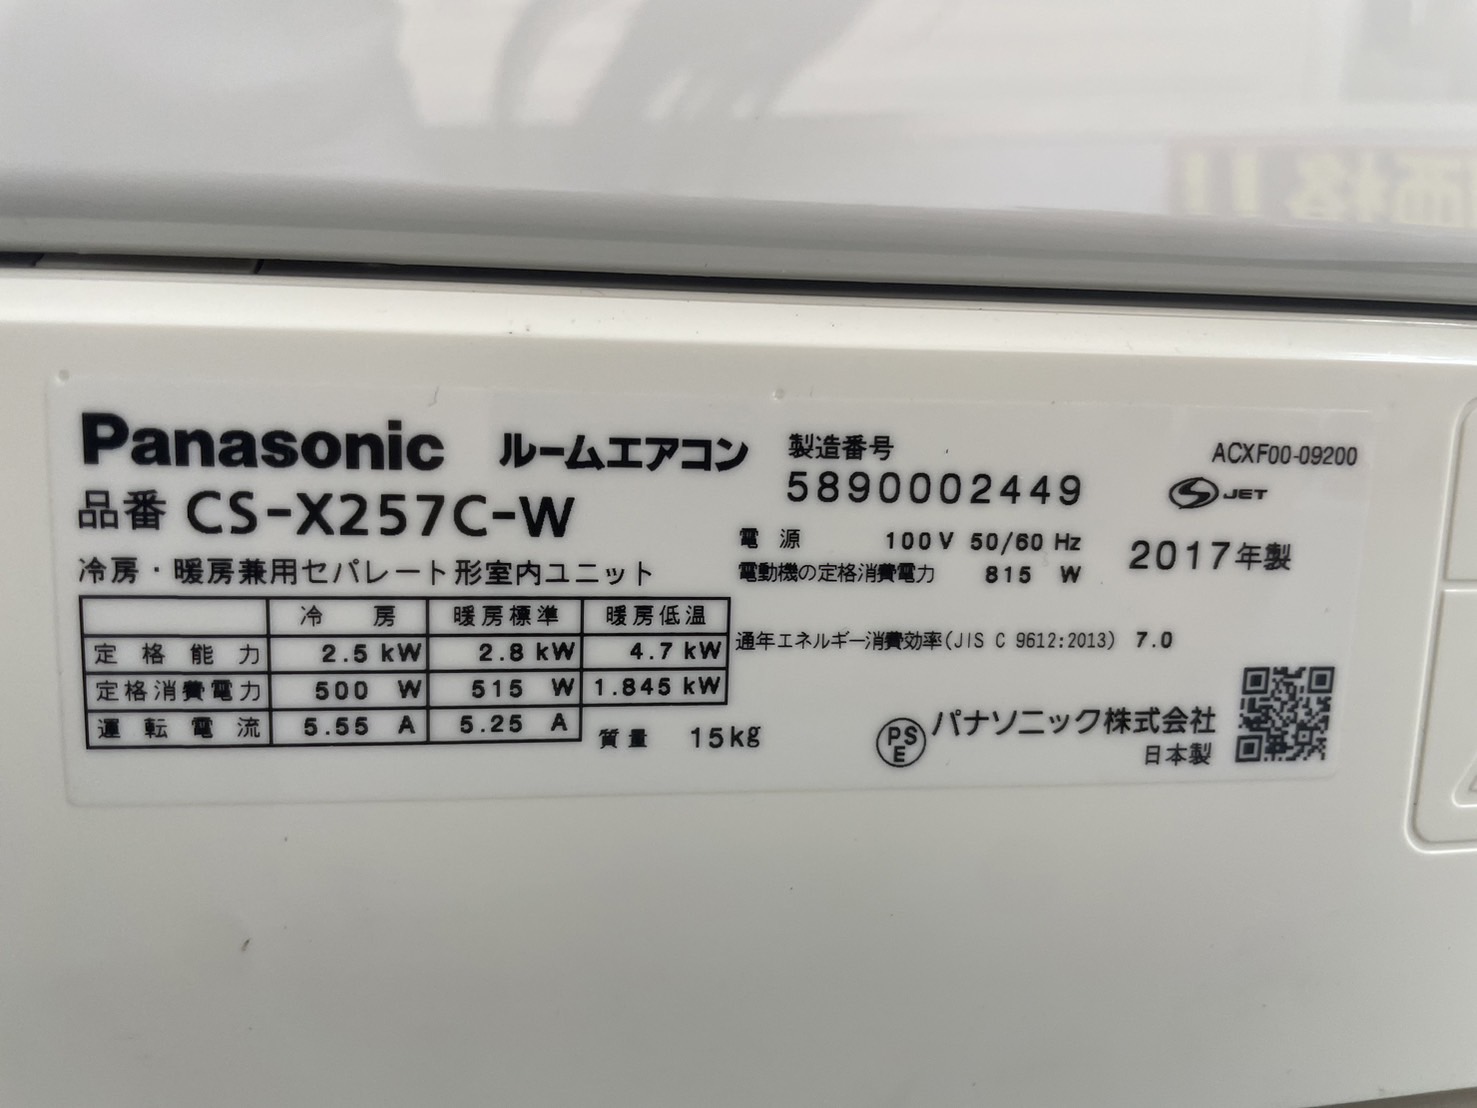 価格!!
Panasonic ルームエアコン
品番 CS-X257C-W
冷房・暖房兼用セパレート形室内ユニット
冷房 暖房標準 暖房低温
定格能力 2.5 kW 2.8 kW 4.7 kW
定格消費電力 500 W 515 W 1.845 kW
運転電流 5.55 A 5.25 A
質量 15kg
製造番号
5890002449
ACXF00-09200
S JET
電源 100V 50/60 Hz
電動機の定格消費電力 815 W
2017年製
通年エネルギー消費効率(JIS C 9612:2013) 7.0
PSE パナソニック株式会社
日本製